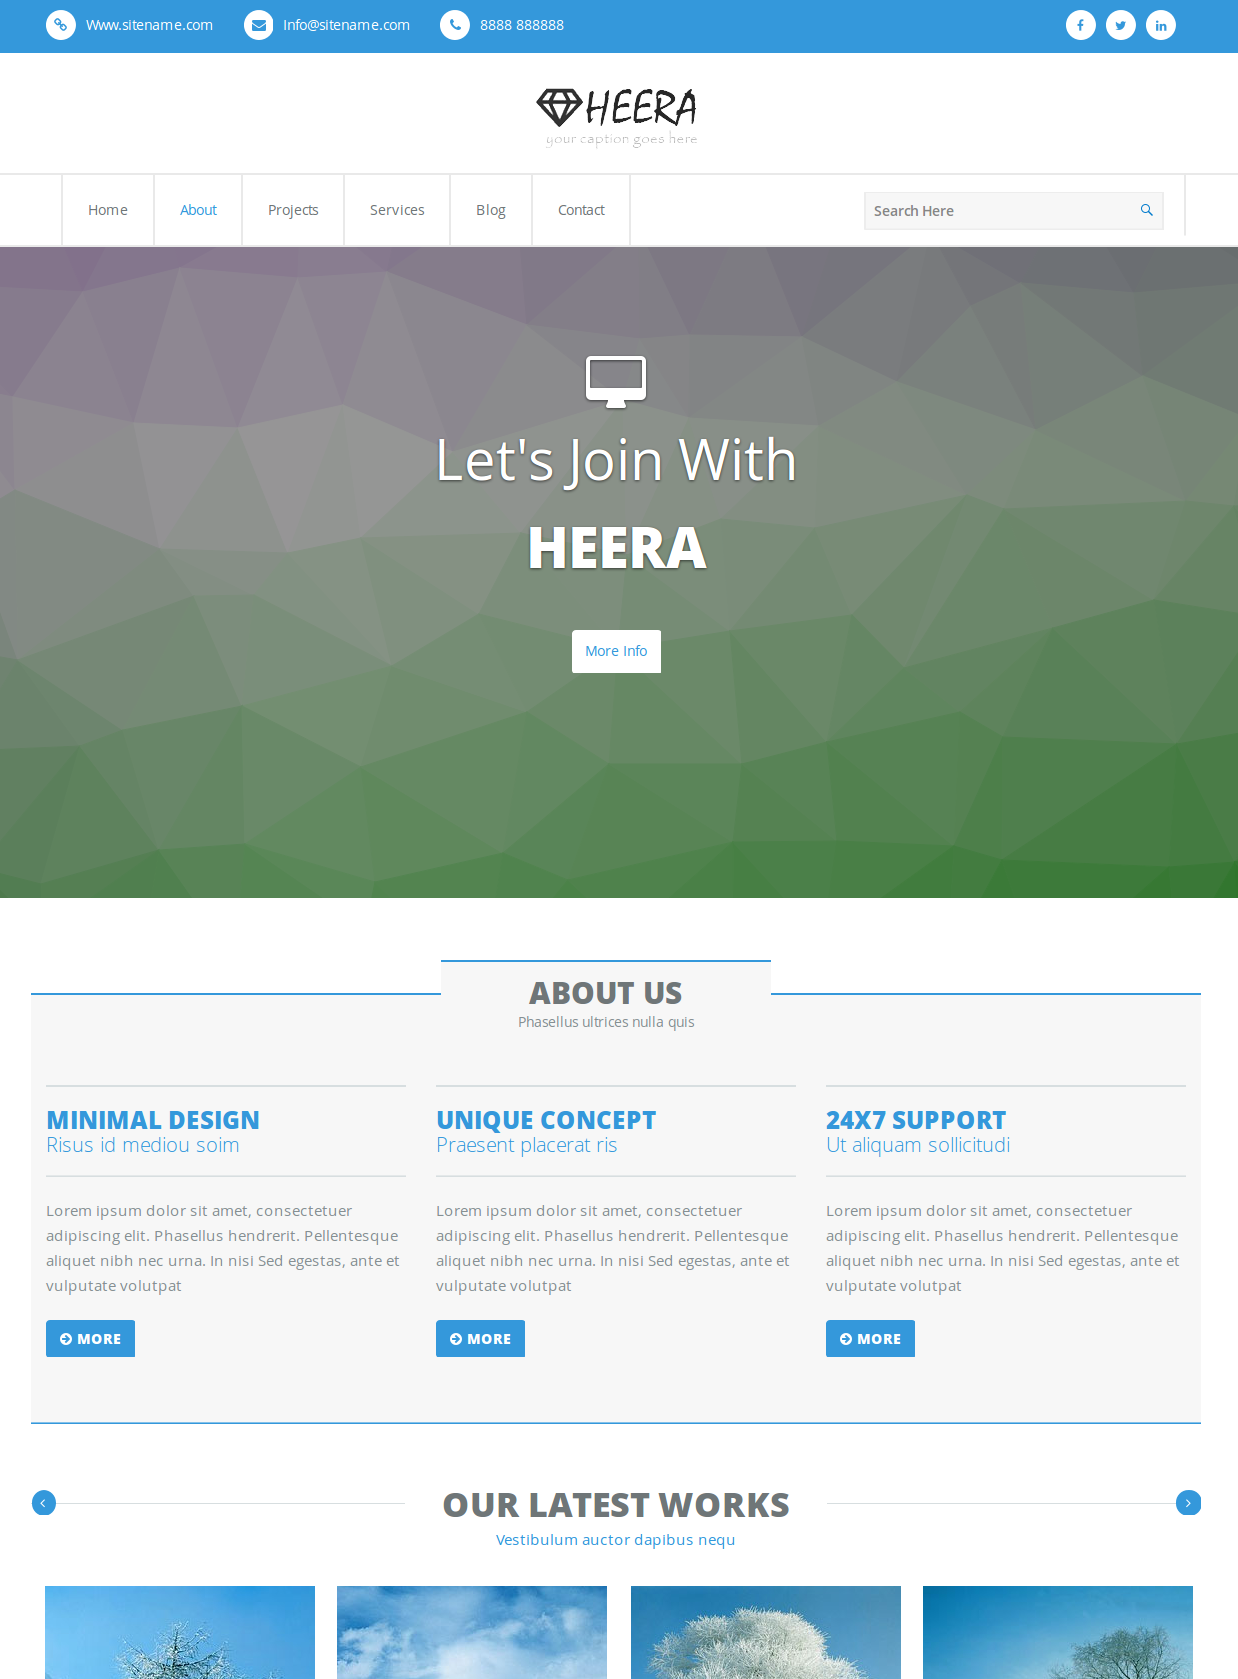 Www.sitename.com
Info@sitename.com
8888 888888
HEERA
your caption goes here
Home
About
Projects
Services
Blog
Contact
Search Here
Let's Join With
HEERA
More Info
ABOUT US
Phasellus ultrices nulla quis
MINIMAL DESIGN
Risus id mediou soim
Lorem ipsum dolor sit amet, consectetuer
adipiscing elit. Phasellus hendrerit. Pellentesque
aliquet nibh nec urna. In nisi Sed egestas, ante et
vulputate volutpat
MORE
UNIQUE CONCEPT
Praesent placerat ris
Lorem ipsum dolor sit amet, consectetuer
adipiscing elit. Phasellus hendrerit. Pellentesque
aliquet nibh nec urna. In nisi Sed egestas, ante et
vulputate volutpat
MORE
24X7 SUPPORT
Ut aliquam sollicitudi
Lorem ipsum dolor sit amet, consectetuer
adipiscing elit. Phasellus hendrerit. Pellentesque
aliquet nibh nec urna. In nisi Sed egestas, ante et
vulputate volutpat
MORE
OUR LATEST WORKS
Vestibulum auctor dapibus nequ